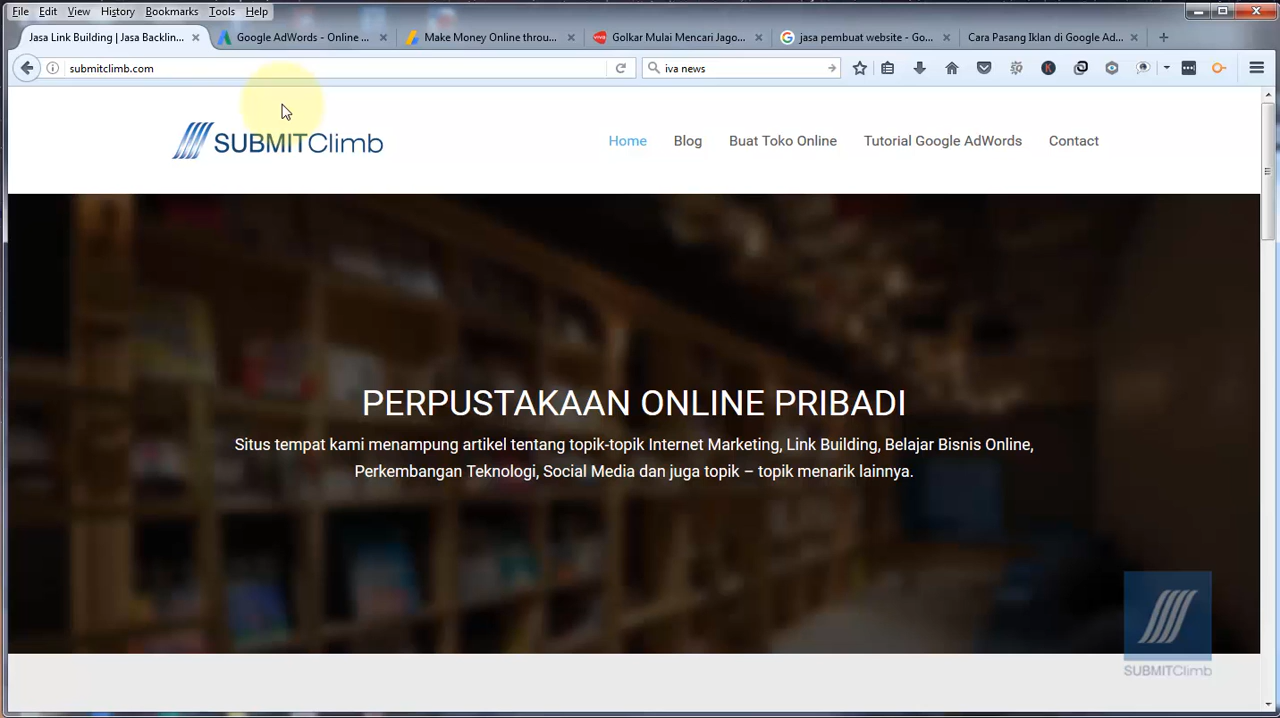 File Edit View History Bookmarks Tools Help
Jasa Link Building | Jasa Backlin...
Google AdWords - Online ...
Make Money Online throu...
Golkar Mulai Mencari Jago...
jasa pembuat website - Go...
Cara Pasang Iklan di Google Ad...
submitclimb.com
iva news
SUBMITClimb
Home Blog Buat Toko Online Tutorial Google AdWords Contact
PERPUSTAKAAN ONLINE PRIBADI
Situs tempat kami menampung artikel tentang topik-topik Internet Marketing, Link Building, Belajar Bisnis Online,
Perkembangan Teknologi, Social Media dan juga topik – topik menarik lainnya.
SUBMITClimb